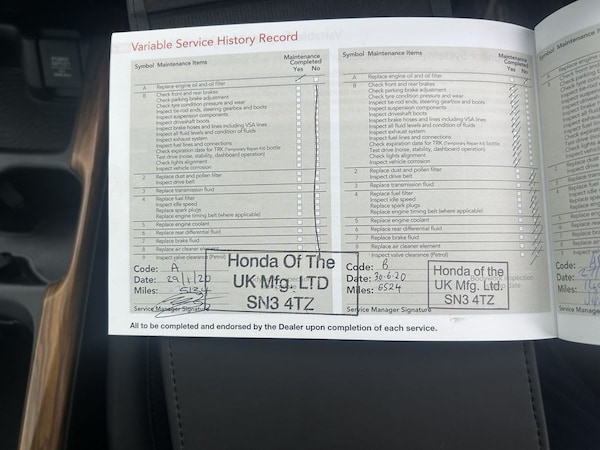 Variable Service History Record
Symbol Maintenance Items
Maintenance
Completed
Yes No
A Replace engine oil and oil filter
B Check front and rear brakes
Check parking brake adjustment
Check tyre condition pressure and wear
Inspect tie-rod ends, steering gearbox and boots
Inspect suspension components
Inspect driveshaft boots
Inspect brake hoses and lines including VSA lines
Inspect all fluid levels and condition of fluids
Inspect exhaust system
Inspect fuel lines and connections
Check expiration date for TRK (Temporary Repair Kit) bottle
Test drive (noise, stability, dashboard operation)
Check lights alignment
Inspect vehicle corrosion
2 Replace dust and pollen filter
Inspect drive belt
3 Replace transmission fluid
4 Replace fuel filter
Inspect idle speed
Replace spark plugs
Replace engine timing belt (where applicable)
5 Replace engine coolant
6 Replace rear differential fluid
7 Replace brake fluid
8 Replace air cleaner
9 Inspect valve clearance (Petrol)
Code: A
Date: 29/1/20
Miles:
Service Manager Signature
Honda Of The
UK Mfg. LTD
SN3 4TZ
Symbol Maintenance Items
Maintenance
Completed
Yes No
A Replace engine oil and oil filter
B Check front and rear brakes
Check parking brake adjustment
Check tyre condition pressure and wear
Inspect tie-rod ends, steering gearbox and boots
Inspect suspension components
Inspect driveshaft boots
Inspect brake hoses and lines including VSA lines
Inspect all fluid levels and condition of fluids
Inspect exhaust system
Inspect fuel lines and connections
Check expiration date for TRK (Temporary Repair Kit) bottle
Test drive (noise, stability, dashboard operation)
Check lights alignment
Inspect vehicle corrosion
2 Replace dust and pollen filter
Inspect drive belt
3 Replace transmission fluid
4 Replace fuel filter
Inspect idle speed
Replace spark plugs
Replace engine timing belt (where applicable)
5 Replace engine coolant
6 Replace rear differential fluid
7 Replace brake fluid
8 Replace air cleaner element
9 Inspect valve clearance (Petrol)
Code: B
Date: 30.6.20
Miles: 6524
Service Manager Signature
Honda of the
UK Mfg. Ltd.
SN3 4TZ
All to be completed and endorsed by the Dealer upon completion of each service.
Symbol Maintenance
Code:
Date:
Miles:
Service Manager